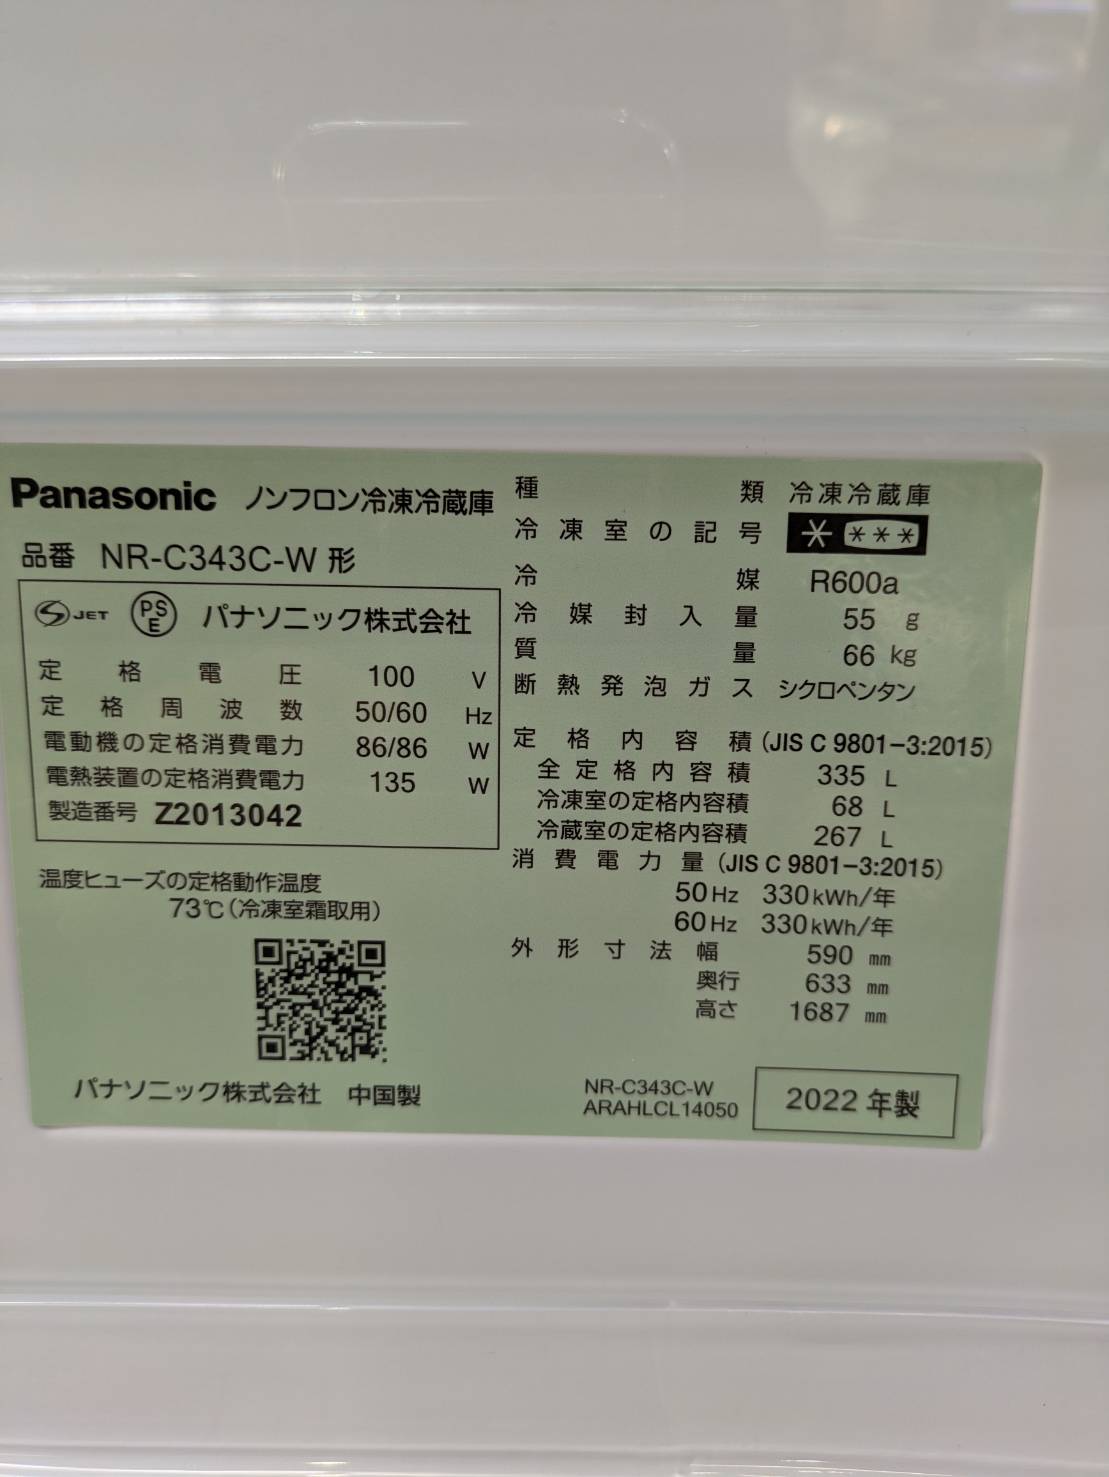 Panasonic ノンフロン冷凍冷蔵庫
品番 NR-C343C-W 形
S JET PSE パナソニック株式会社
定格電圧 100 V
定格周波数 50/60 Hz
電動機の定格消費電力 86/86 W
電熱装置の定格消費電力 135 W
製造番号 Z2013042
温度ヒューズの定格動作温度
73℃(冷凍室霜取用)
パナソニック株式会社 中国製
種類 冷凍冷蔵庫
冷凍室の記号 * ***
冷媒 R600a
冷媒封入量 55 g
質量 66 kg
断熱発泡ガス シクロペンタン
定格内容積(JIS C 9801-3:2015)
全定格内容積 335 L
冷凍室の定格内容積 68 L
冷蔵室の定格内容積 267 L
消費電力量(JIS C 9801-3:2015)
50Hz 330kWh/年
60Hz 330kWh/年
外形寸法幅 590 mm
奥行 633 mm
高さ 1687 mm
NR-C343C-W
ARAHLCL14050
2022 年製